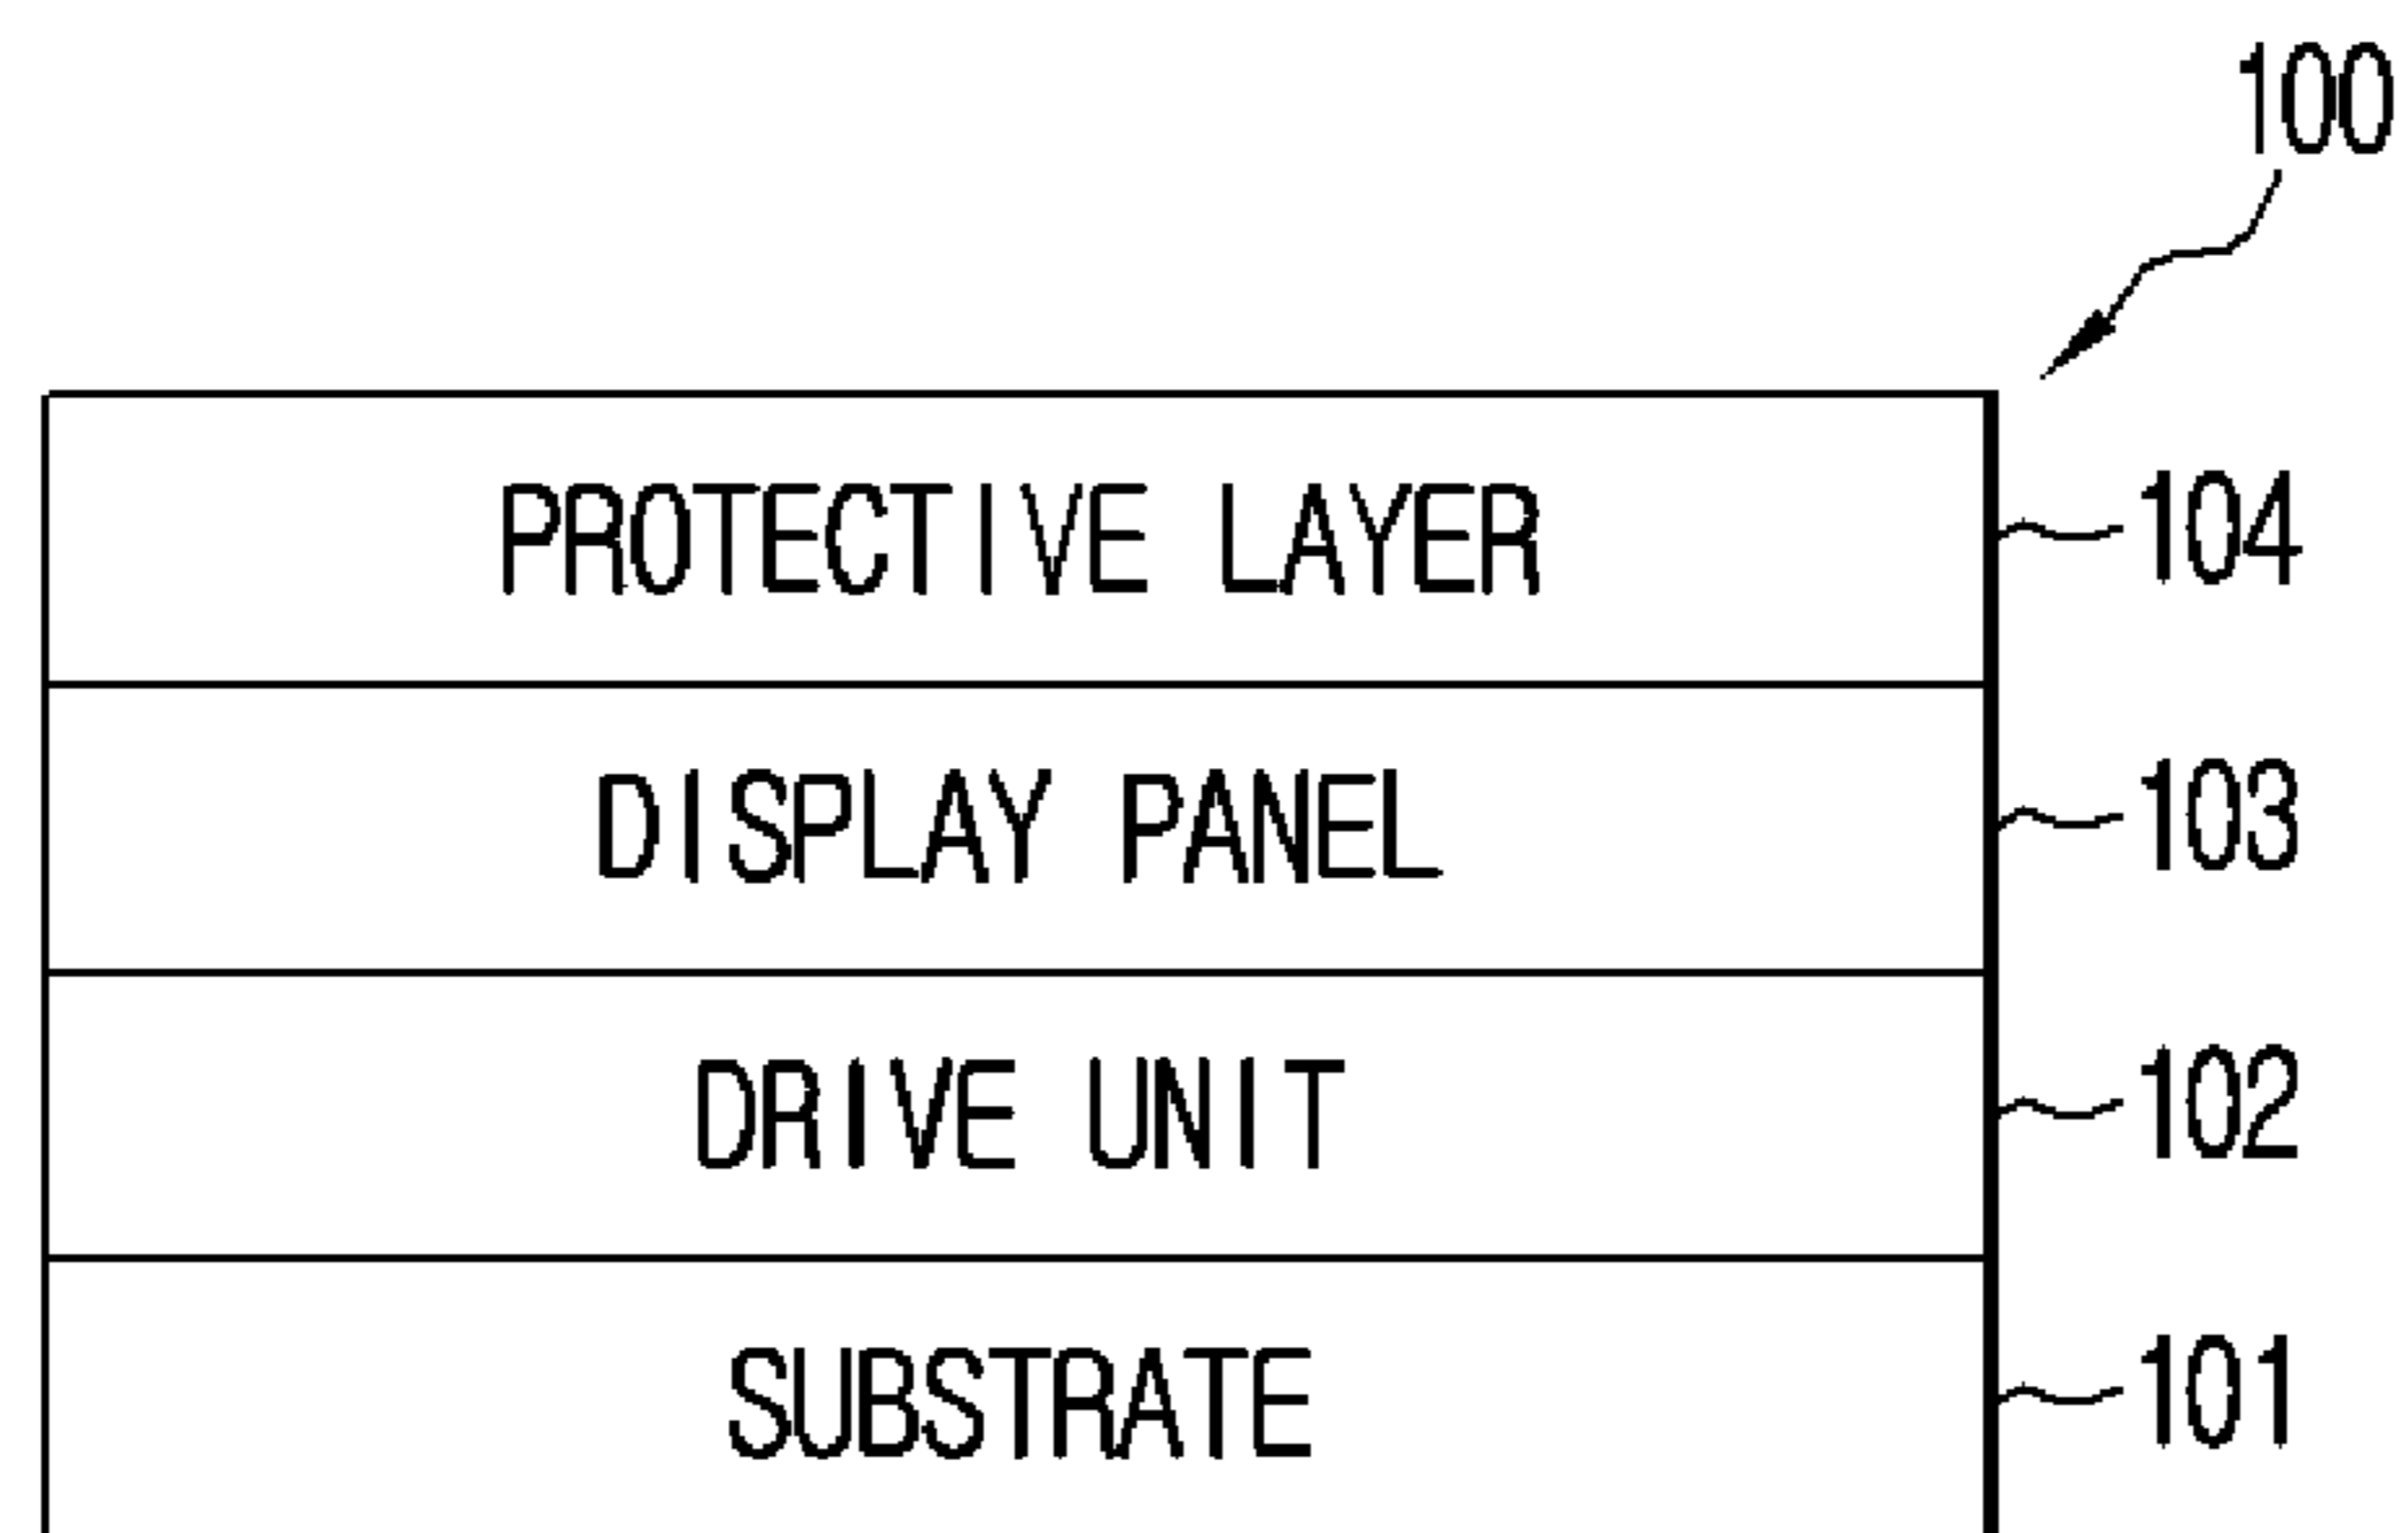 100
PROTECTIVE LAYER 104
DISPLAY PANEL 103
DRIVE UNIT 102
SUBSTRATE 101